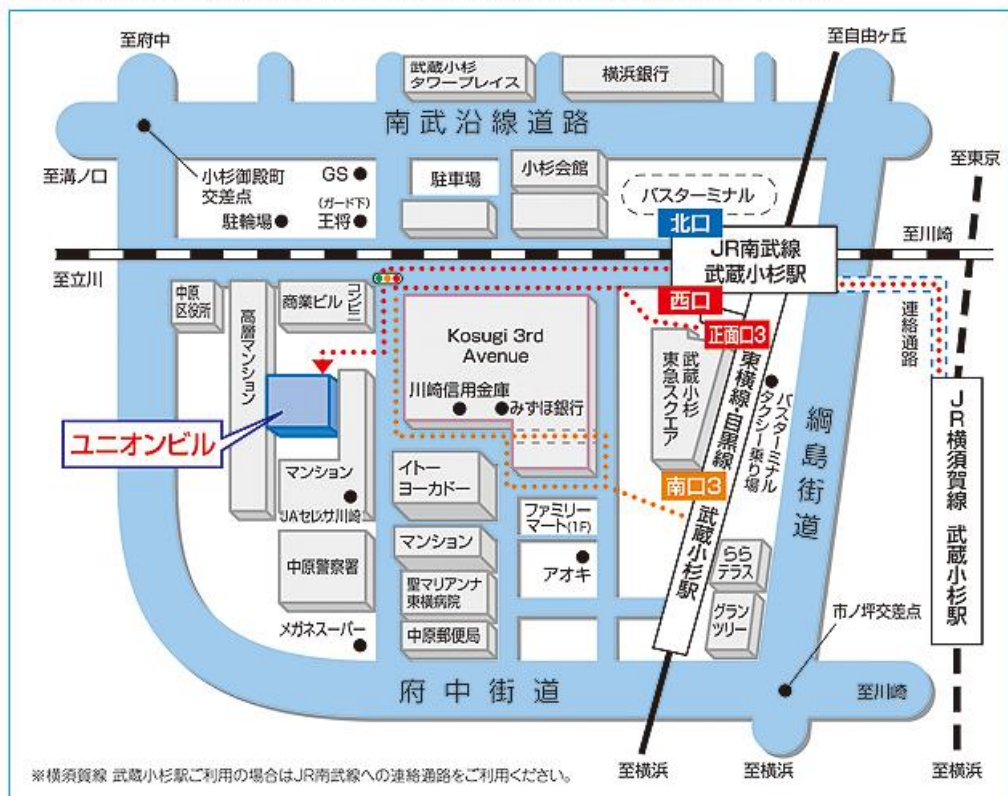 至府中
至自由ヶ丘
武蔵小杉
タワープレイス
横浜銀行
南武沿線道路
至東京
至溝ノ口
小杉御殿町
交差点
GS
駐車場
小杉会館
バスターミナル
駐輪場
(ガード下)
王将
北口
至川崎
JR南武線
武蔵小杉駅
至立川
中原
区役所
高層マンション
商業ビル
コンビニ
西口
正面口3
連絡通路
Kosugi 3rd
Avenue
武蔵小杉
東急スクエア
東横線・目黒線
武蔵小杉駅
バスターミナル
タクシー乗り場
綱島街道
JR横須賀線 武蔵小杉駅
川崎信用金庫
みずほ銀行
ユニオンビル
マンション
JAセレサ川崎
イトー
ヨーカドー
南口3
ファミリー
マート(1F)
中原警察署
マンション
アオキ
ららテラス
聖マリアンナ
東横病院
グラン
ツリー
市ノ坪交差点
メガネスーパー
中原郵便局
府中街道
至川崎
至横浜
至横浜
至横浜
※横須賀線 武蔵小杉駅ご利用の場合はJR南武線への連絡通路をご利用ください。